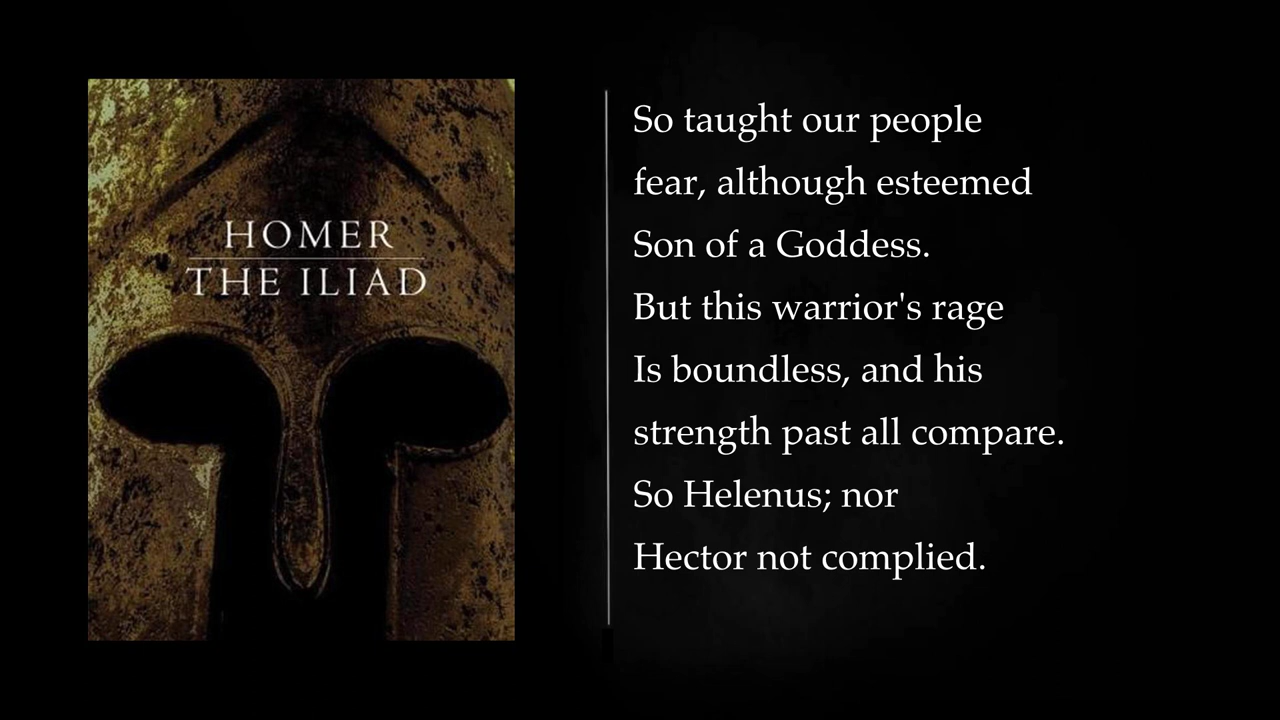 HOMER
THE ILIAD
So taught our people
fear, although esteemed
Son of a Goddess.
But this warrior's rage
Is boundless, and his
strength past all compare.
So Helenus; nor
Hector not complied.